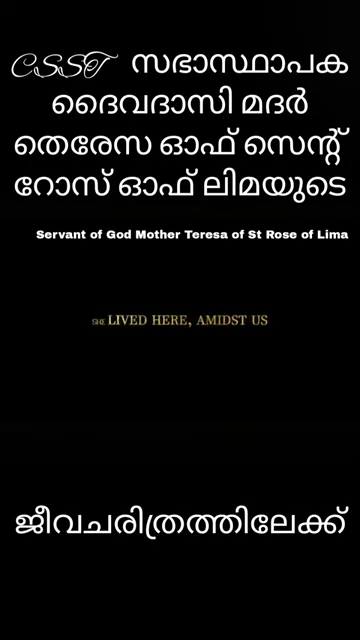 CSST സഭാസ്ഥാപക
ദൈവദാസി മദർ
തെരേസ ഓഫ് സെന്റ്
റോസ് ഓഫ് ലിമയുടെ
Servant of God Mother Teresa of St Rose of Lima
SHE LIVED HERE, AMIDST US
ജീവചരിത്രത്തിലേക്ക്